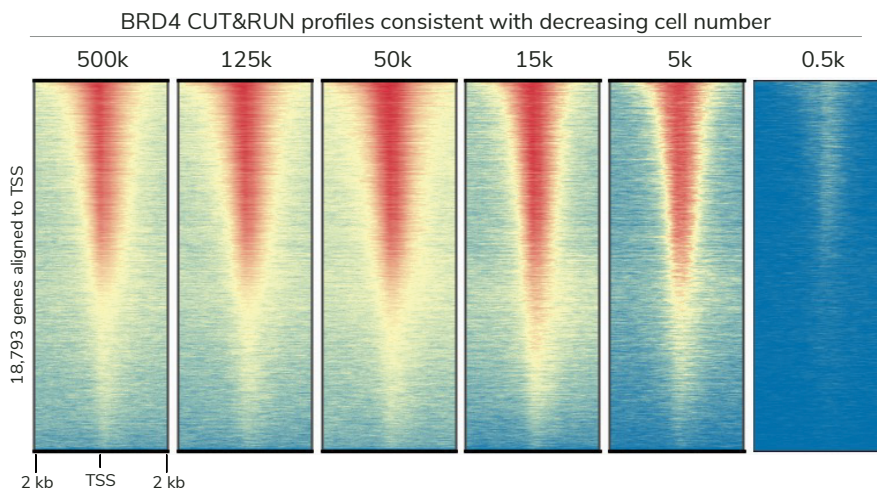 BRD4 CUT&RUN profiles consistent with decreasing cell number
500k 125k 50k 15k 5k 0.5k
18,793 genes aligned to TSS
2 kb TSS 2 kb